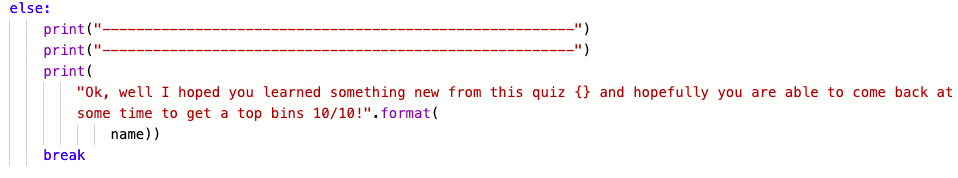 else:
print("--------------------------------------------------------")
print("--------------------------------------------------------")
print(
"Ok, well I hoped you learned something new from this quiz {} and hopefully you are able to come back at
some time to get a top bins 10/10!".format(
name))
break